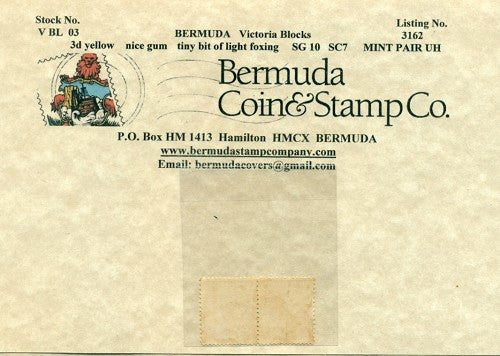 Stock No.
V BL 03
BERMUDA Victoria Blocks
Listing No.
3162
3d yellow nice gum tiny bit of light foxing SG 10 SC7 MINT PAIR UH
Bermuda
Coin&Stamp Co.
P.O. Box HM 1413 Hamilton HMCX BERMUDA
www.bermudastampcompany.com
Email: bermudacovers@gmail.com